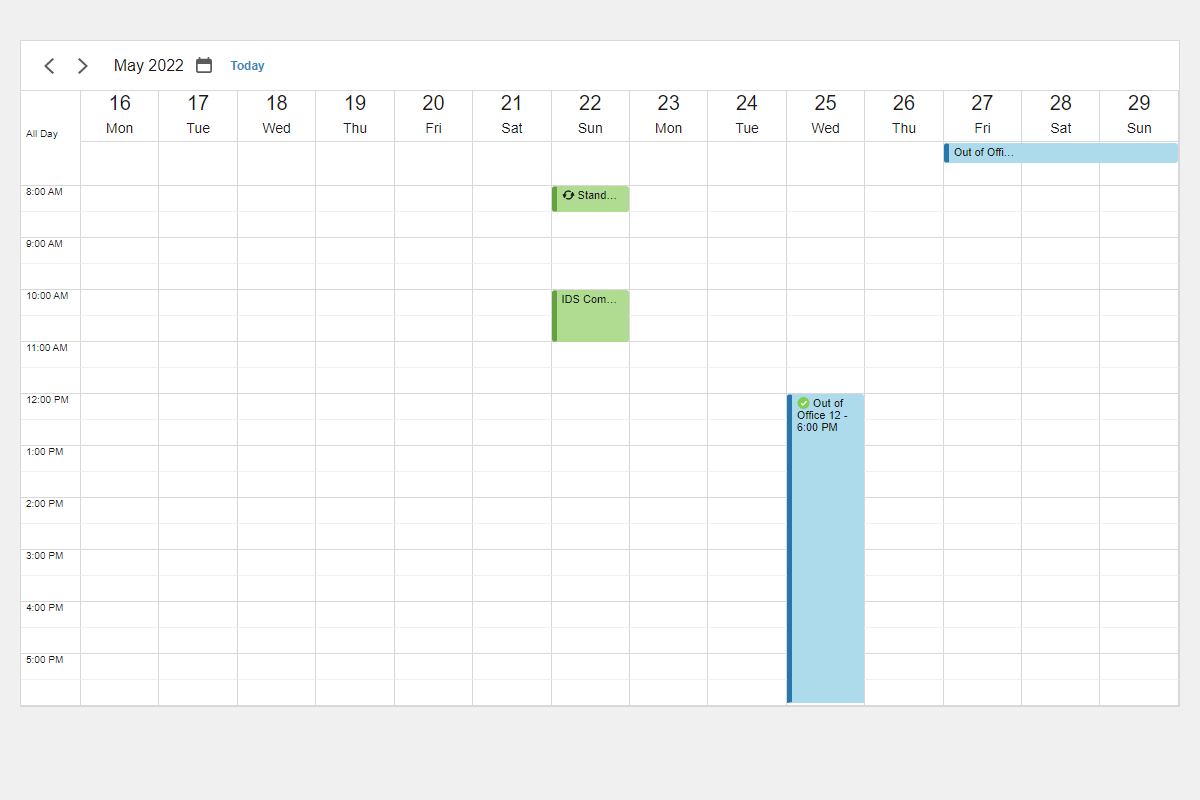 May 2022 Today
16 17 18 19 20 21 22 23 24 25 26 27 28 29
Mon Tue Wed Thu Fri Sat Sun Mon Tue Wed Thu Fri Sat Sun
All Day
Out of Offi...
8:00 AM
Stand...
9:00 AM
10:00 AM
IDS Com...
11:00 AM
12:00 PM
Out of
Office 12 -
6:00 PM
1:00 PM
2:00 PM
3:00 PM
4:00 PM
5:00 PM